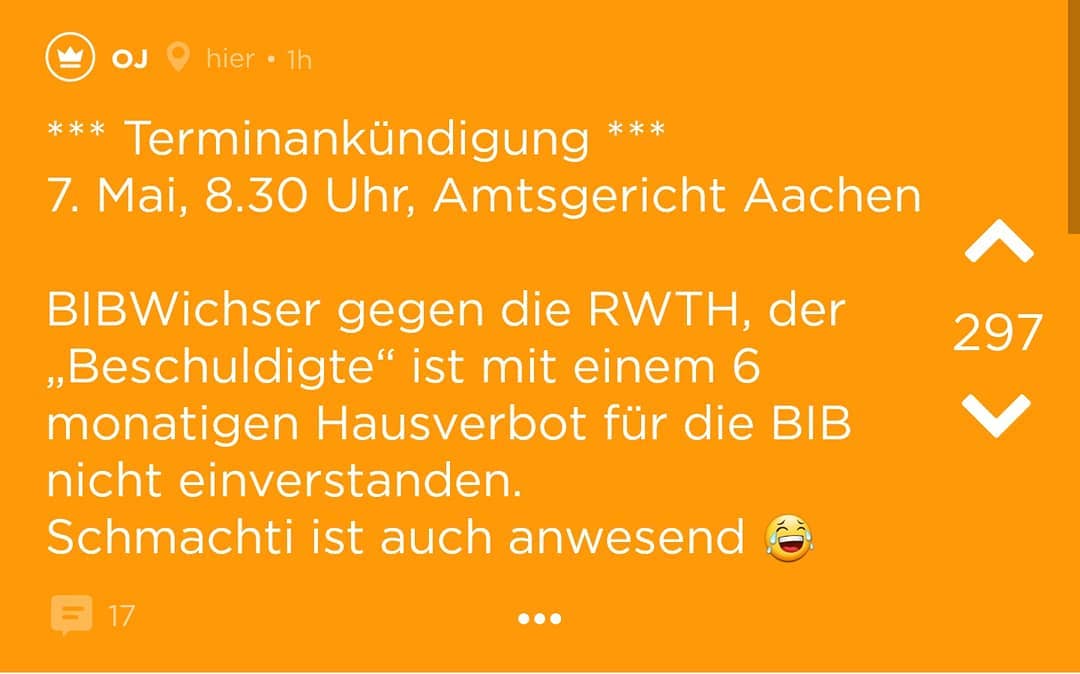 OJ hier • 1h
*** Terminankündigung ***
7. Mai, 8.30 Uhr, Amtsgericht Aachen
BIBWichser gegen die RWTH, der
„Beschuldigte“ ist mit einem 6
monatigen Hausverbot für die BIB
nicht einverstanden.
Schmachti ist auch anwesend 😂
297
17